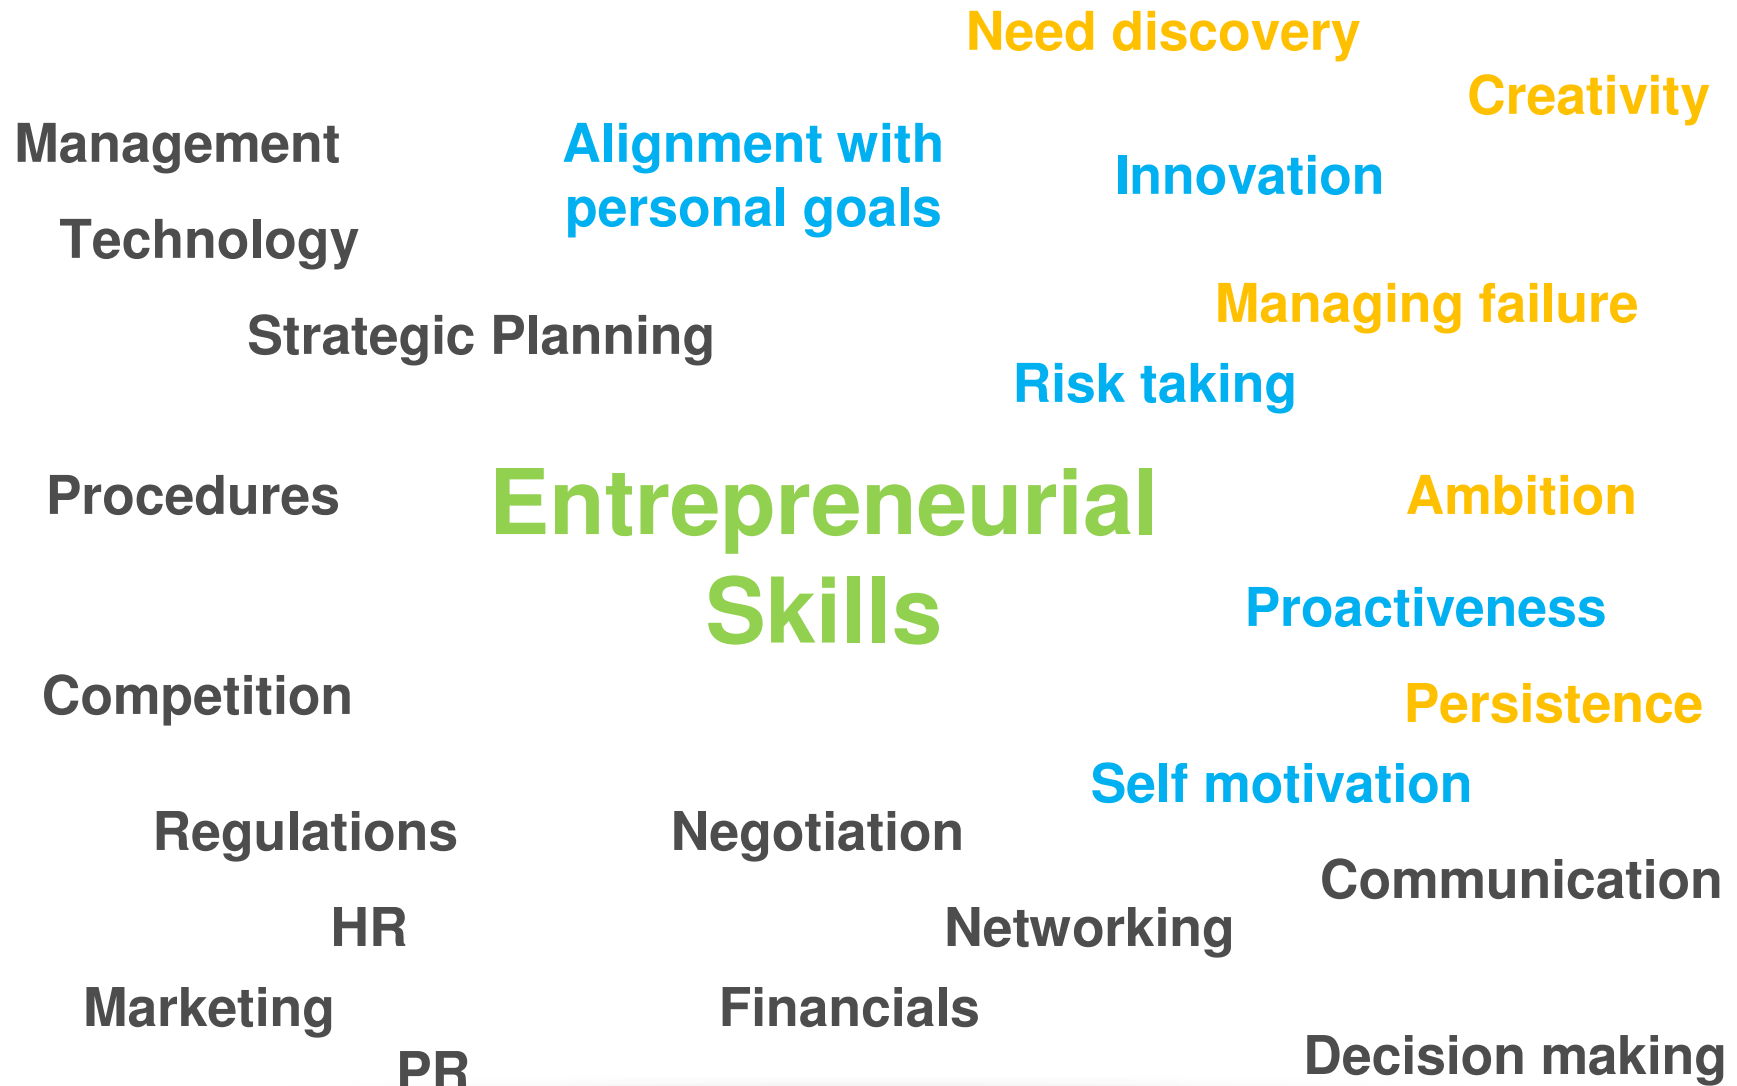 Need discovery
Creativity
Management
Alignment with
personal goals
Innovation
Technology
Managing failure
Strategic Planning
Risk taking
Procedures
Entrepreneurial
Skills
Ambition
Proactiveness
Competition
Persistence
Self motivation
Regulations
Negotiation
Communication
HR
Networking
Marketing
Financials
Decision making
PR